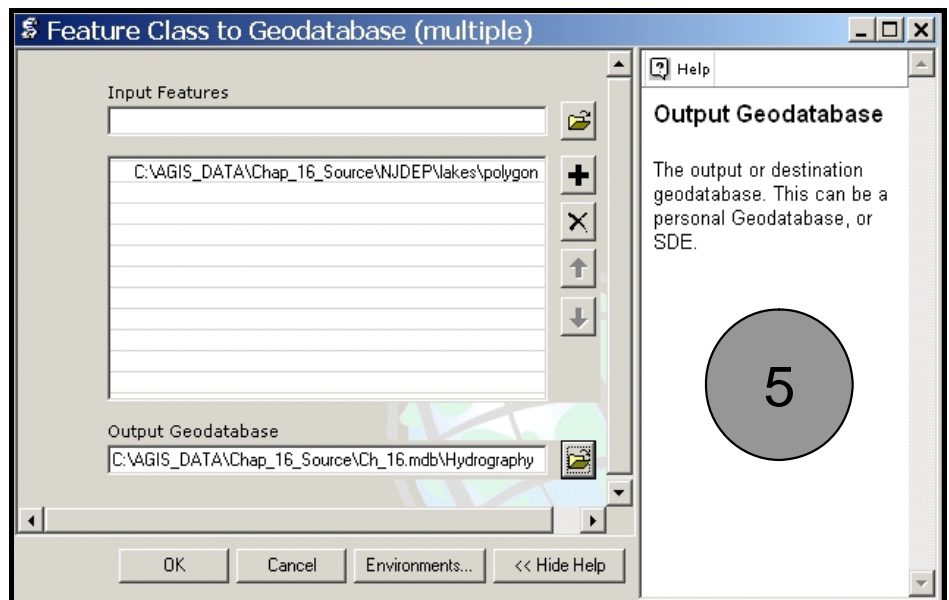 Feature Class to Geodatabase (multiple)
Input Features
C:\AGIS_DATA\Chap_16_Source\NJDEP\lakes\polygon
Output Geodatabase
C:\AGIS_DATA\Chap_16_Source\Ch_16.mdb\Hydrography
OK
Cancel
Environments...
<< Hide Help
Help
Output Geodatabase
The output or destination
geodatabase. This can be a
personal Geodatabase, or
SDE.
5